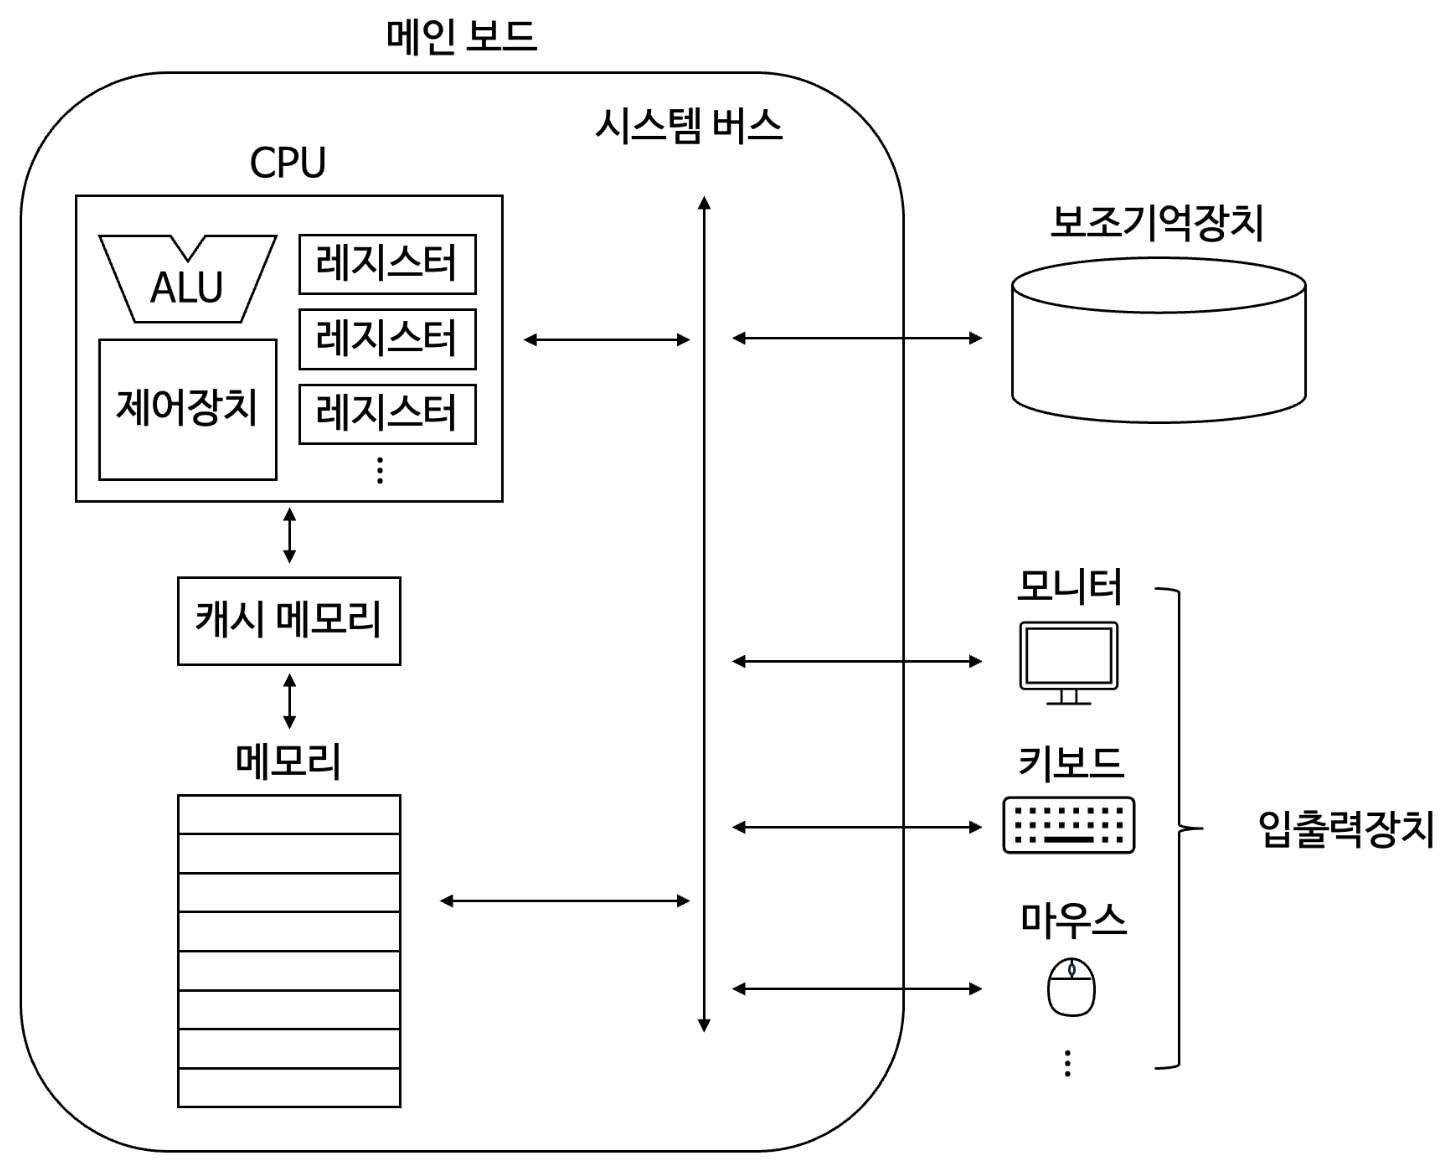 메인 보드
시스템 버스
CPU
ALU
제어장치
레지스터
레지스터
레지스터
캐시 메모리
메모리
보조기억장치
모니터
키보드
마우스
입출력장치